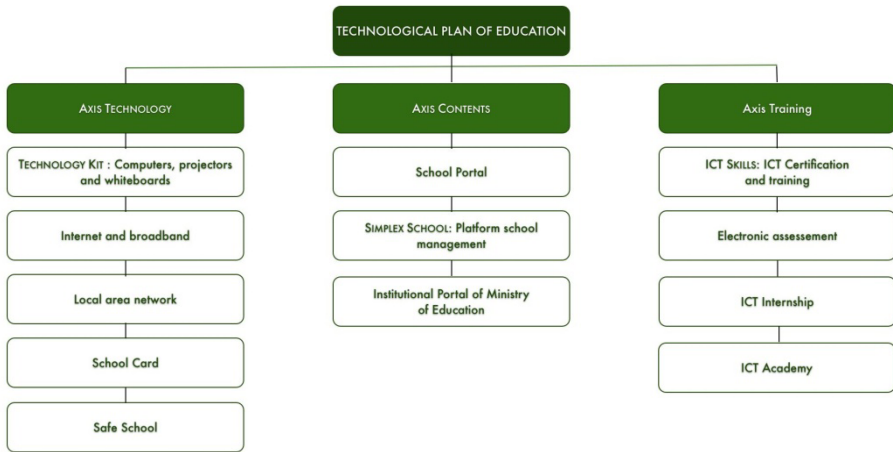 TECHNOLOGICAL PLAN OF EDUCATION
AXIS TECHNOLOGY
TECHNOLOGY KIT : Computers, projectors
and whiteboards
Internet and broadband
Local area network
School Card
Safe School
AXIS CONTENTS
School Portal
SIMPLEX SCHOOL: Platform school
management
Institutional Portal of Ministry
of Education
Axis Training
ICT SKILLS: ICT Certification
and training
Electronic assessement
ICT Internship
ICT Academy